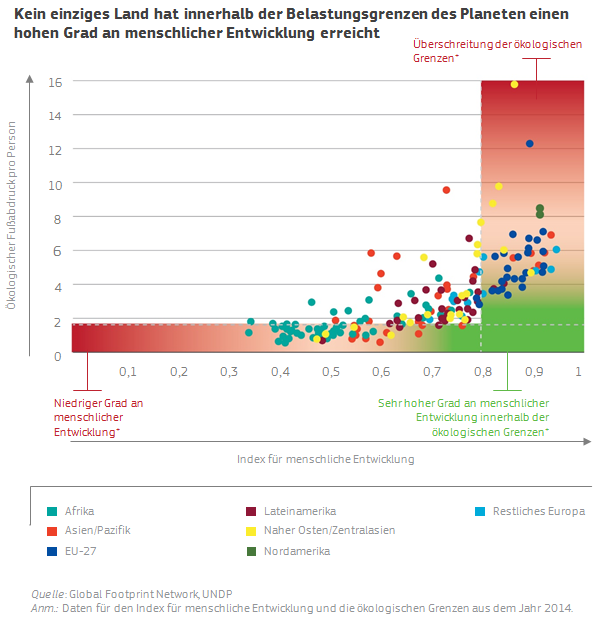 Kein einziges Land hat innerhalb der Belastungsgrenzen des Planeten einen
hohen Grad an menschlicher Entwicklung erreicht
Überschreitung der ökologischen
Grenzen*
Ökologischer Fußabdruck pro Person
16
14
12
10
8
6
4
2
0
0,1 0,2 0,3 0,4 0,5 0,6 0,7 0,8 0,9 1
Niedriger Grad an
menschlicher
Entwicklung*
Sehr hoher Grad an menschlicher
Entwicklung innerhalb der
ökologischen Grenzen*
Index für menschliche Entwicklung
Afrika Lateinamerika Restliches Europa
Asien/Pazifik Naher Osten/Zentralasien
EU-27 Nordamerika
Quelle: Global Footprint Network, UNDP
Anm.: Daten für den Index für menschliche Entwicklung und die ökologischen Grenzen aus dem Jahr 2014.